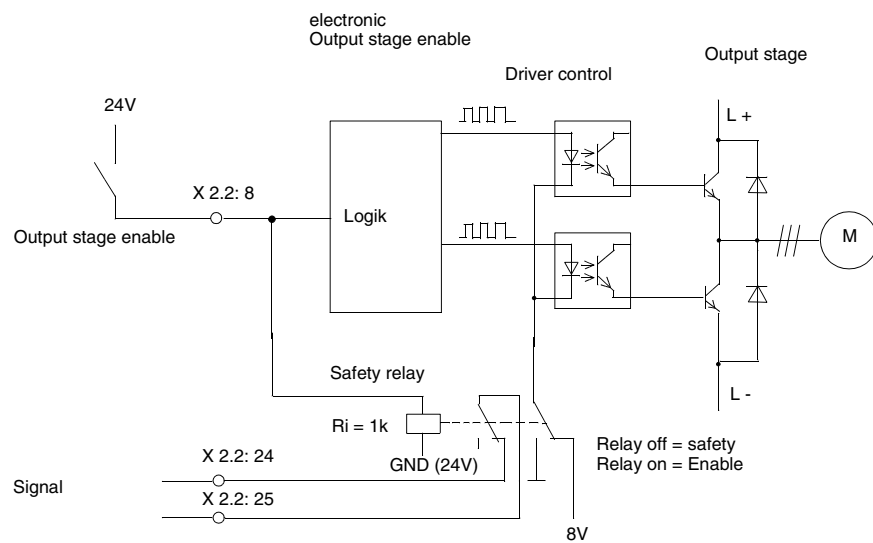 electronic
Output stage enable
Driver control
Output stage
24V
L +
X 2.2: 8
Logik
M
Output stage enable
Safety relay
L -
Ri = 1k
Relay off = safety
Relay on = Enable
GND (24V)
X 2.2: 24
Signal
X 2.2: 25
8V